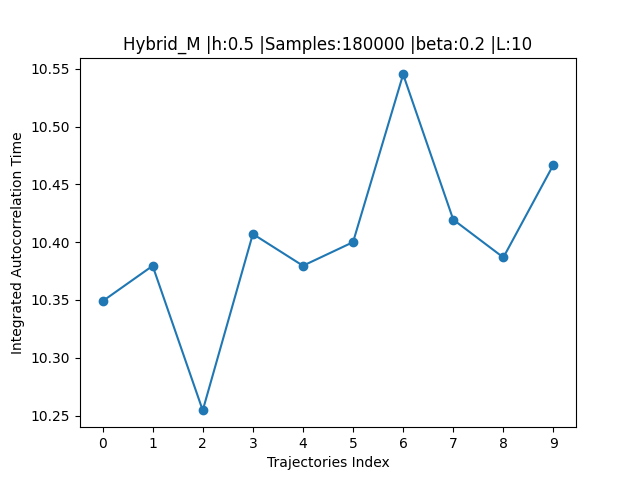 Hybrid_M |h:0.5 |Samples:180000 |beta:0.2 |L:10
Integrated Autocorrelation Time
10.55
10.50
10.45
10.40
10.35
10.30
10.25
0 1 2 3 4 5 6 7 8 9
Trajectories Index